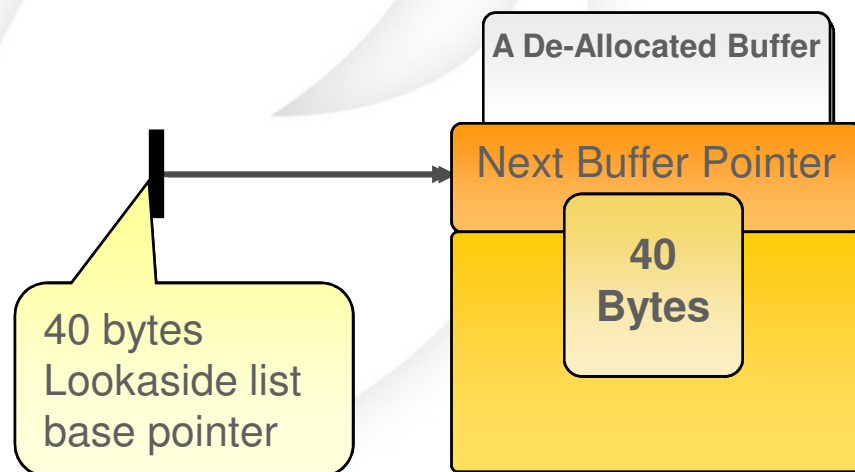 A De-Allocated Buffer
Next Buffer Pointer
40
Bytes
40 bytes
Lookaside list
base pointer